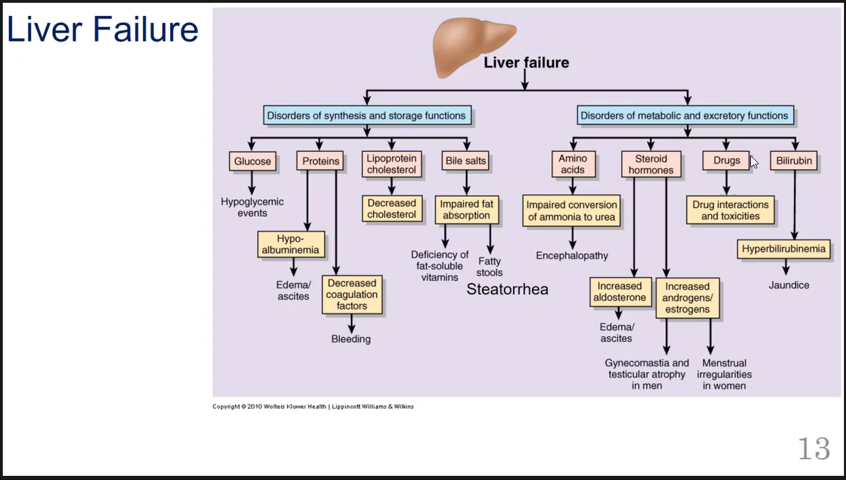 Liver Failure
Liver failure
Disorders of synthesis and storage functions
Disorders of metabolic and excretory functions
Glucose
Proteins
Lipoprotein
cholesterol
Bile salts
Amino
acids
Steroid
hormones
Drugs
Bilirubin
Hypoglycemic
events
Decreased
cholesterol
Impaired fat
absorption
Impaired conversion
of ammonia to urea
Drug interactions
and toxicities
Hypo-
albuminemia
Deficiency of
fat-soluble
vitamins
Fatty
stools
Steatorrhea
Encephalopathy
Hyperbilirubinemia
Edema/
ascites
Decreased
coagulation
factors
Increased
aldosterone
Increased
androgens/
estrogens
Jaundice
Bleeding
Edema/
ascites
Gynecomastia and
testicular atrophy
in men
Menstrual
irregularities
in women
Copyright © 2010 Wolters Kluwer Health | Lippincott Williams & Wilkins
13